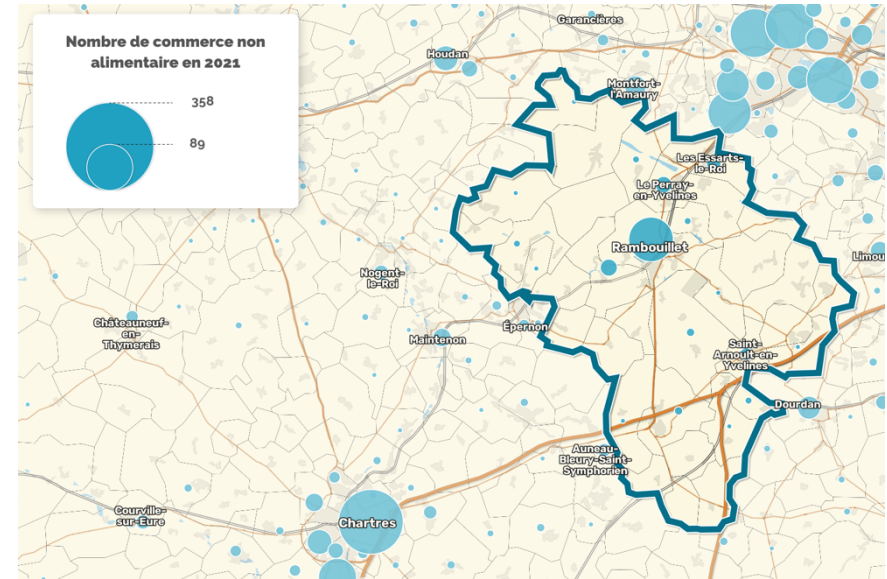 Nombre de commerce non
alimentaire en 2021
358
89
Garancières
Houdan
Montfort-
l'Amaury
Les Essarts-
le-Roi
Le Perray-
en-Yvelines
Rambouillet
Limou
Nogent-
le-Roi
Châteauneuf-
en-
Thymerais
Épernon
Maintenon
Saint-
Arnoult-en-
Yvelines
Dourdan
Auneau-
Bleury-Saint-
Symphorien
Courville-
sur-Eure
Chartres